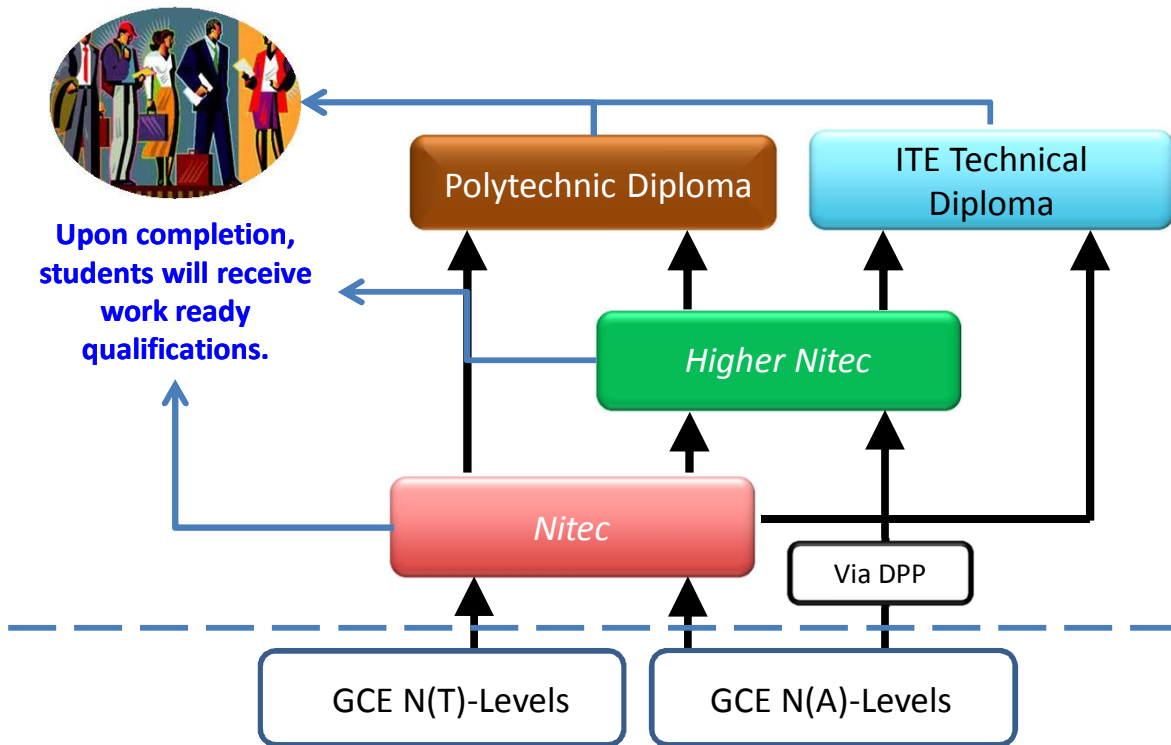 Polytechnic Diploma
ITE Technical
Diploma
Upon completion,
students will receive
work ready
qualifications.
Higher Nitec
Nitec
Via DPP
GCE N(T)-Levels
GCE N(A)-Levels